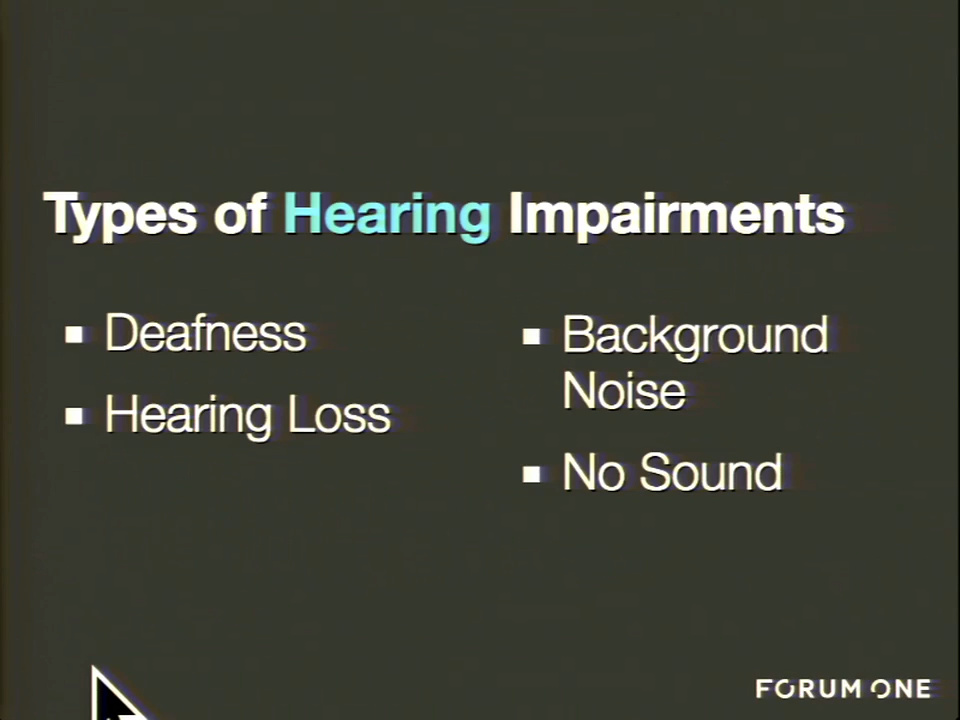 Types of Hearing Impairments
Deafness
Hearing Loss
Background
Noise
No Sound
FORUM ONE